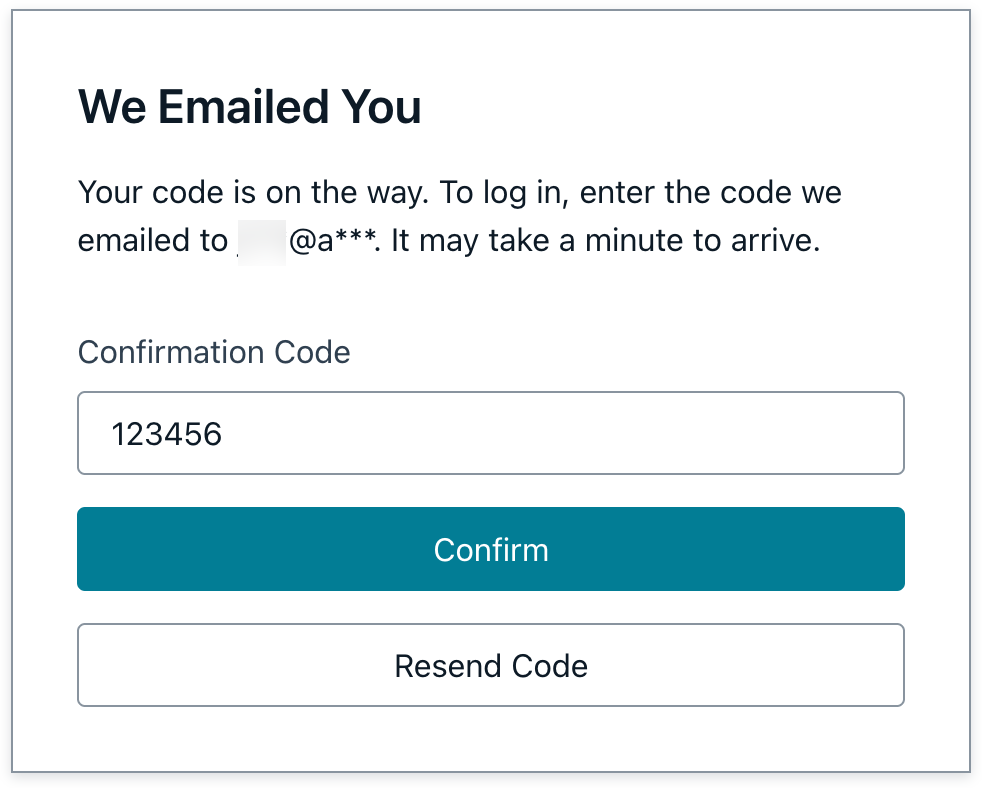 We Emailed You
Your code is on the way. To log in, enter the code we
emailed to @a***. It may take a minute to arrive.
Confirmation Code
123456
Confirm
Resend Code